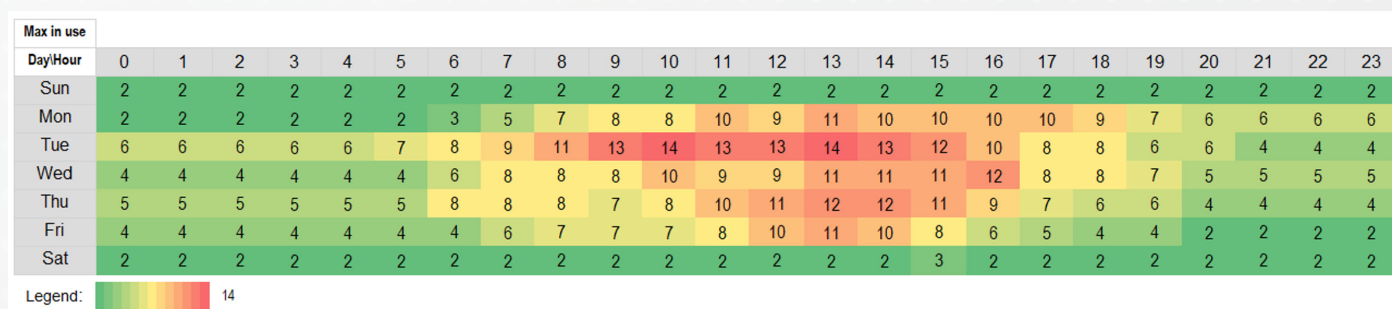 Max in use
Day\Hour 0 1 2 3 4 5 6 7 8 9 10 11 12 13 14 15 16 17 18 19 20 21 22 23
Sun 2 2 2 2 2 2 2 2 2 2 2 2 2 2 2 2 2 2 2 2 2 2 2 2
Mon 2 2 2 2 2 2 3 5 7 8 8 10 9 11 10 10 10 10 9 7 6 6 6 6
Tue 6 6 6 6 6 7 8 9 11 13 14 13 13 14 13 12 10 8 8 6 6 4 4 4
Wed 4 4 4 4 4 4 6 8 8 8 10 9 9 11 11 11 12 8 8 7 5 5 5 5
Thu 5 5 5 5 5 5 8 8 8 7 8 10 11 12 12 11 9 7 6 6 4 4 4 4
Fri 4 4 4 4 4 4 4 6 7 7 7 8 10 11 10 8 6 5 4 4 2 2 2 2
Sat 2 2 2 2 2 2 2 2 2 2 2 2 2 2 2 3 2 2 2 2 2 2 2 2
Legend: 14